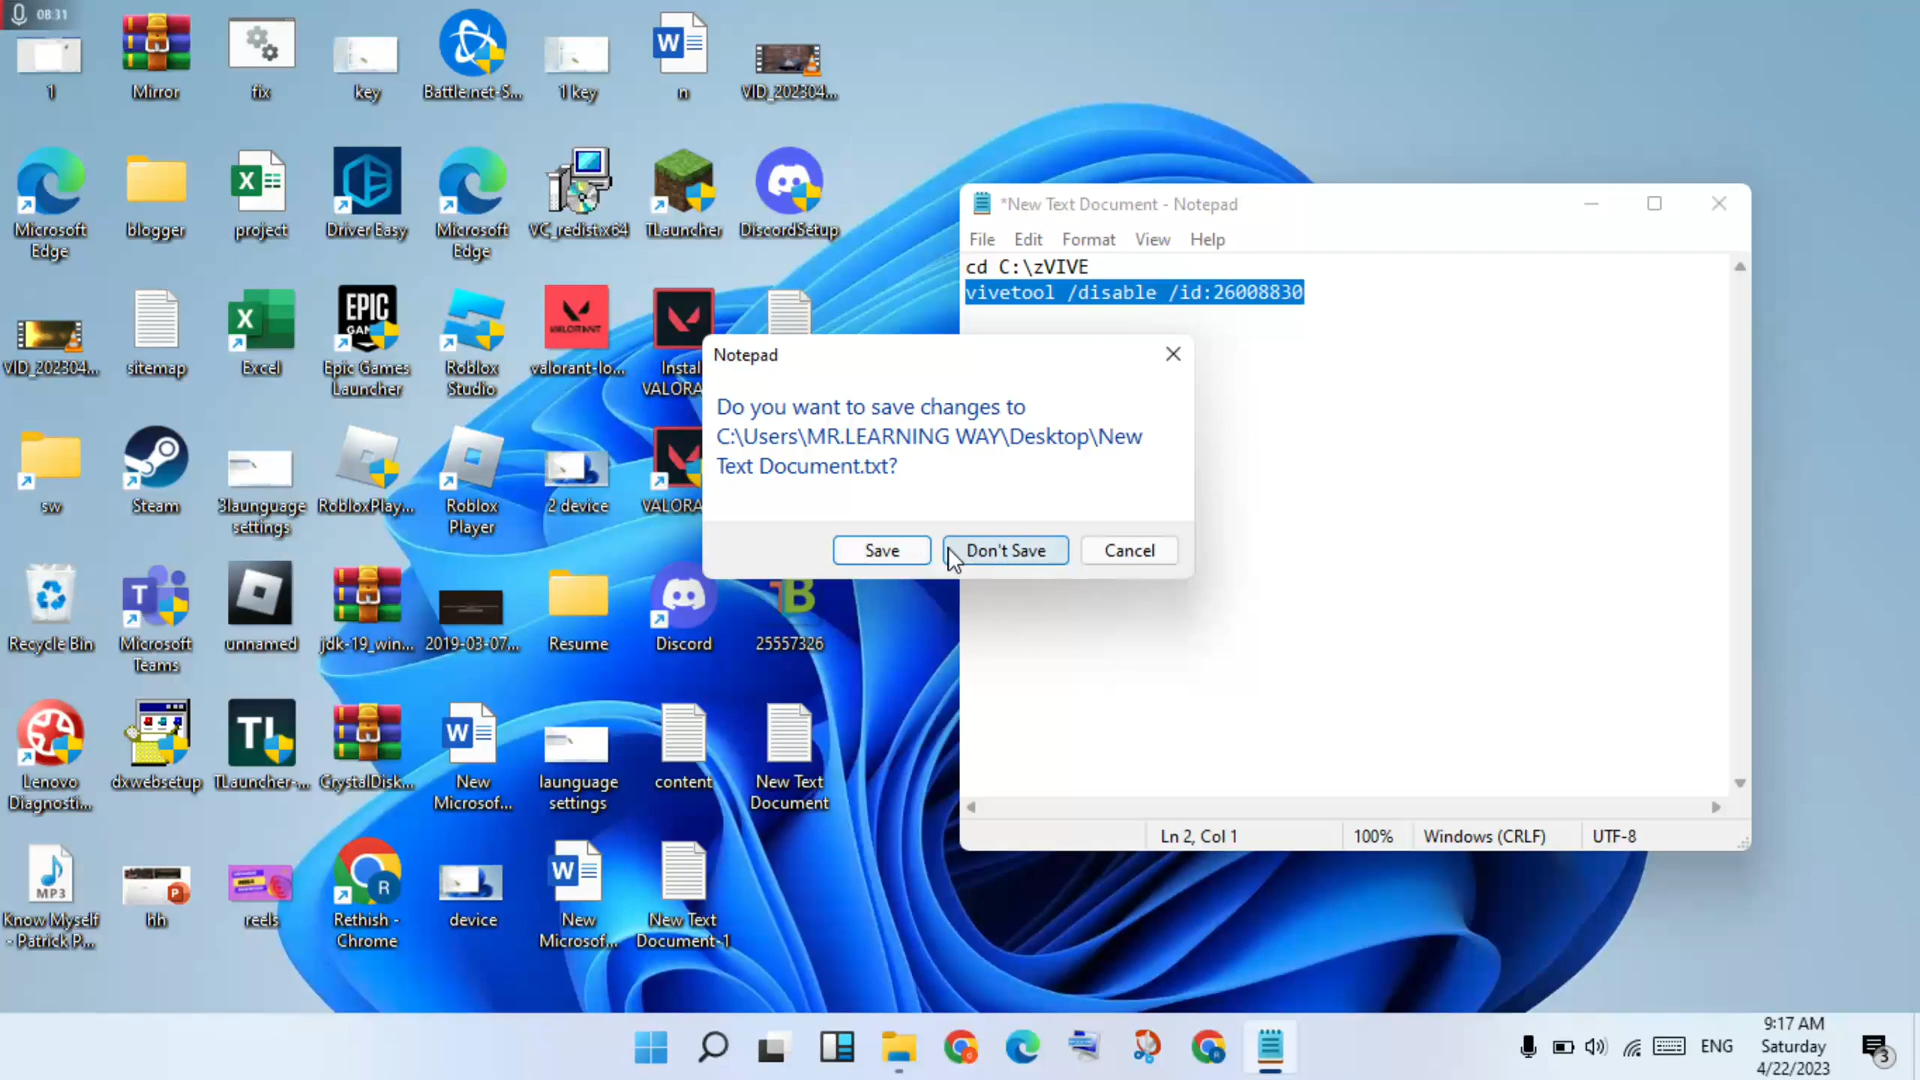 08:31
1
Mirror
fix
key
Battle.net-S...
1 key
n
VID_202304...
Microsoft
Edge
blogger
project
Driver Easy
Microsoft
Edge
VC_redist.x64
TLauncher
DiscordSetup
VID_202304...
sitemap
Excel
EPIC
Epic Games
Launcher
Roblox
Studio
VALORANT
valorant-lo...
Instal
VALORA
sw
Steam
3launguage
settings
RobloxPlay...
Roblox
Player
2 device
VALORA
Recycle Bin
Microsoft
Teams
unnamed
jdk-19_win...
2019-03-07...
Resume
Discord
25557326
Lenovo
Diagnosti...
dxwebsetup
TL
TLauncher-...
CrystalDisk...
New
Microsof...
launguage
settings
content
New Text
Document
MP3
Know Myself
- Patrick P...
hh
reels
R
Rethish -
Chrome
device
New
Microsof...
New Text
Document-1
*New Text Document - Notepad
File Edit Format View Help
cd C:\zVIVE
vivetool /disable /id:26008830
Ln 2, Col 1
100%
Windows (CRLF)
UTF-8
Notepad
Do you want to save changes to
C:\Users\MR.LEARNING WAY\Desktop\New
Text Document.txt?
Save
Don't Save
Cancel
ENG
9:17 AM
Saturday
4/22/2023
3